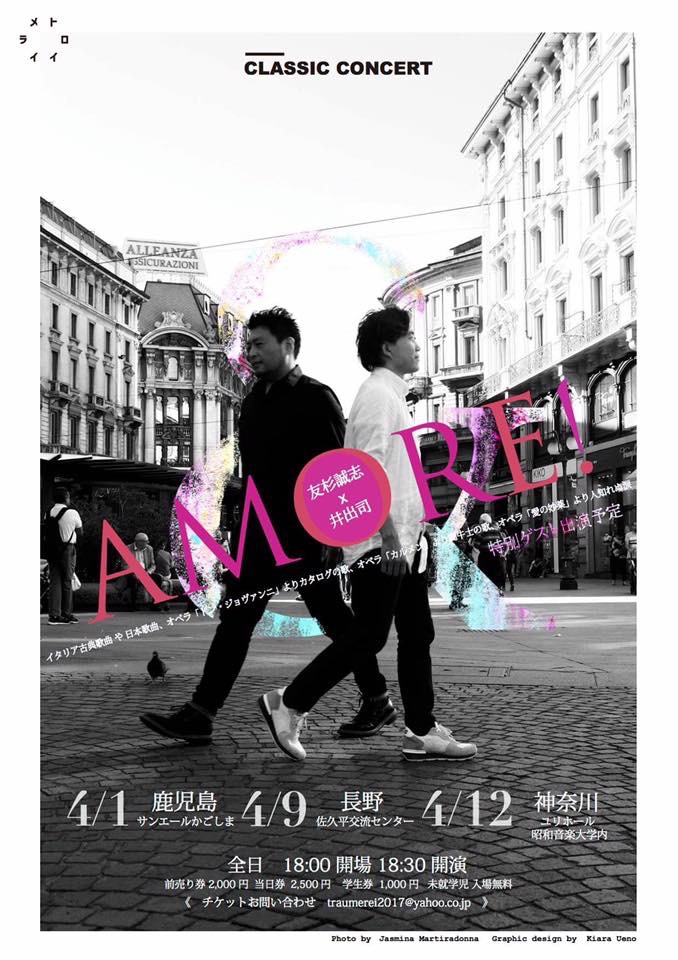 メト
ラ ロ
イイ
CLASSIC CONCERT
ALLEANZA
ASSICURAZIONI
AMORE!
友杉誠志
x
井出司
KIKO
イタリア古典歌曲 や 日本歌曲、オペラ「ドン・ジョヴァンニ」よりカタログの歌、オペラ「カルメン」 闘牛士の歌、オペラ「愛の妙薬」より人知れぬ涙
特別ゲスト出演予定
4/1 鹿児島 4/9 長野 4/12 神奈川
サンエールかごしま 佐久平交流センター ユリホール
昭和音楽大学内
全日 18:00 開場 18:30 開演
前売り券 2,000 円 当日券 2,500 円 学生券 1,000 円 未就学児 入場無料
《 チケットお問い合わせ traumerei2017@yahoo.co.jp 》
Photo by Jasmina Martiradonna Graphic design by Kiara Ueno